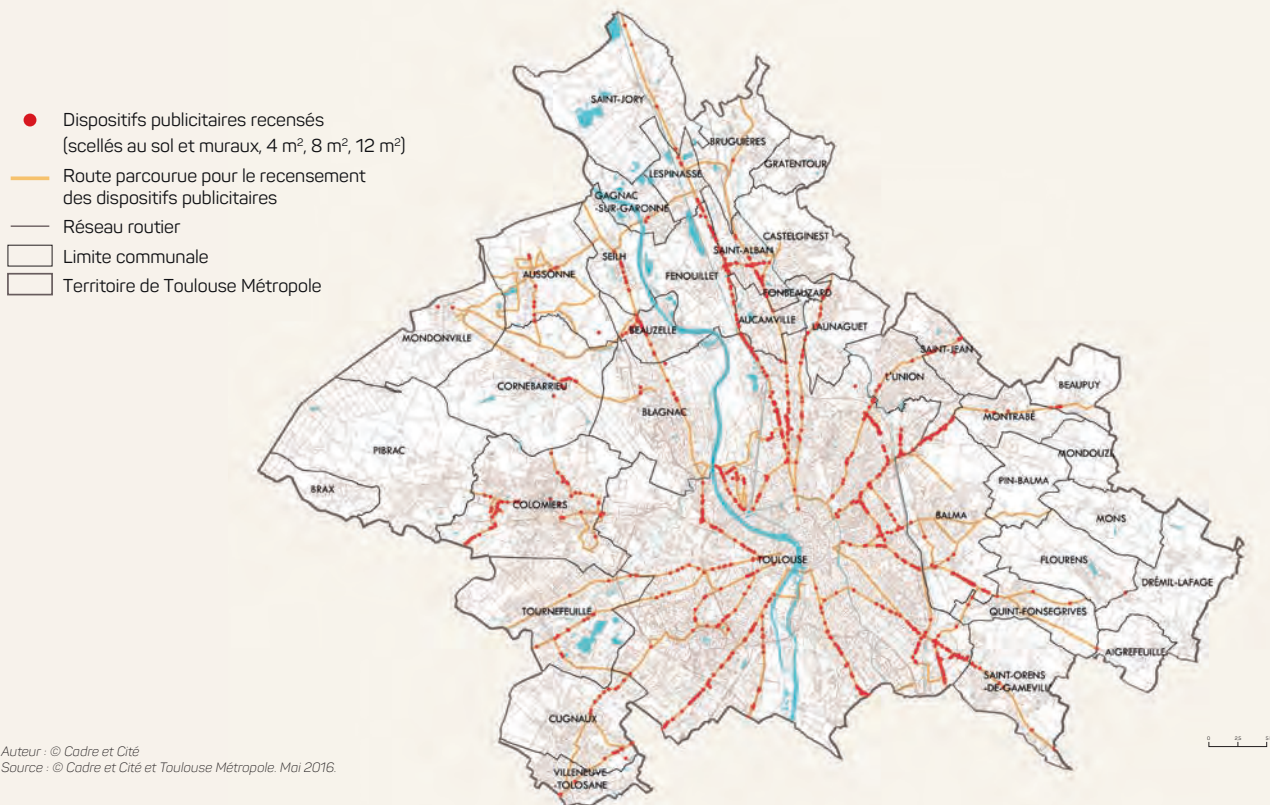 Dispositifs publicitaires recensés
(scellés au sol et muraux, 4 m², 8 m², 12 m²)
Route parcourue pour le recensement
des dispositifs publicitaires
Réseau routier
Limite communale
Territoire de Toulouse Métropole
SAINT-JORY
BRUGUIÈRES
GRATENTOUR
LESPINASSE
GAGNAC
-SUR-GARONNE
CASTELGINEST
SAINT-ALBAN
SEILH
FENOUILLET
AUSSONNE
FONBEAUZARD
AUCAMVILLE
LAUNAGUET
BEAUZELLE
MONDONVILLE
SAINT-JEAN
L'UNION
BEAUPUY
CORNEBARRIEU
BLAGNAC
MONTRABÉ
PIBRAC
MONDOUZI
PIN-BALMA
BRAX
COLOMIERS
BALMA
MONS
TOULOUSE
FLOURENS
DRÉMIL-LAFAGE
TOURNEFEUILLE
QUINT-FONSEGRIVES
AIGREFEUILLE
SAINT-ORENS
-DE-GAMEVILL
CUGNAUX
VILLENEUVE
-TOLOSANE
Auteur : © Cadre et Cité
Source : © Cadre et Cité et Toulouse Métropole. Mai 2016.